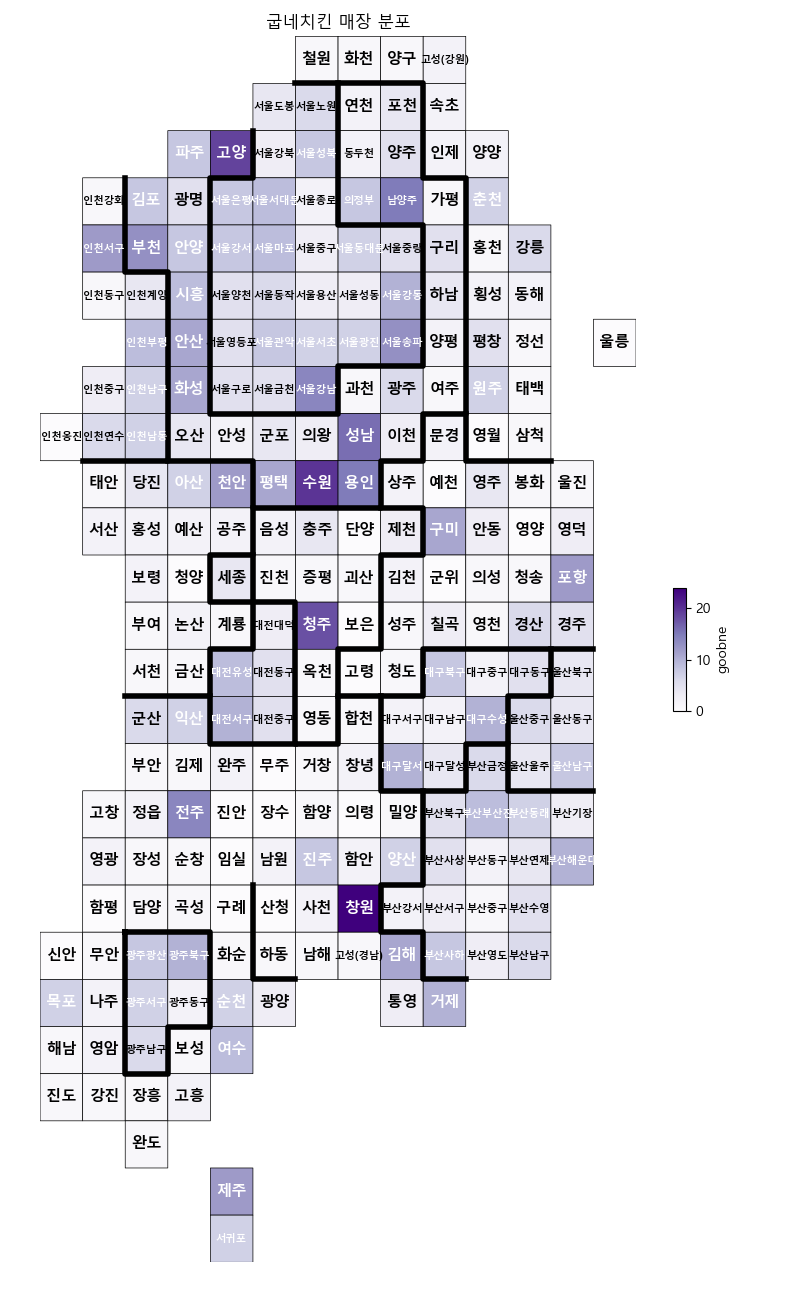 굽네치킨 매장 분포
철원 화천 양구 고성(강원)
서울도봉 서울노원 연천 포천 속초
파주 고양 서울강북 서울성북 동두천 양주 인제 양양
인천강화 김포 광명 서울은평 서울서대문 서울종로 의정부 남양주 가평 춘천
인천서구 부천 안양 서울강서 서울마포 서울중구 서울동대문 서울중랑 구리 홍천 강릉
인천동구 인천계양 시흥 서울양천 서울동작 서울용산 서울성동 서울강동 하남 횡성 동해
인천부평 안산 서울영등포 서울관악 서울서초 서울광진 서울송파 양평 평창 정선 울릉
인천중구 인천남구 화성 서울구로 서울금천 서울강남 과천 광주 여주 원주 태백
인천옹진 인천연수 인천남동 오산 안성 군포 의왕 성남 이천 문경 영월 삼척
태안 당진 아산 천안 평택 수원 용인 상주 예천 영주 봉화 울진
서산 홍성 예산 공주 음성 충주 단양 제천 구미 안동 영양 영덕
보령 청양 세종 진천 증평 괴산 김천 군위 의성 청송 포항
부여 논산 계룡 대전대덕 청주 보은 성주 칠곡 영천 경산 경주
서천 금산 대전유성 대전동구 옥천 고령 청도 대구북구 대구중구 대구동구 울산북구
군산 익산 대전서구 대전중구 영동 합천 대구서구 대구남구 대구수성 울산중구 울산동구
부안 김제 완주 무주 거창 창녕 대구달서 대구달성 부산금정 울산울주 울산남구
고창 정읍 전주 진안 장수 함양 의령 밀양 부산북구 부산부산진 부산동래 부산기장
영광 장성 순창 임실 남원 진주 함안 양산 부산사상 부산동구 부산연제 부산해운대
함평 담양 곡성 구례 산청 사천 창원 부산강서 부산서구 부산중구 부산수영
신안 무안 광주광산 광주북구 화순 하동 남해 고성(경남) 김해 부산사하 부산영도 부산남구
목포 나주 광주서구 광주동구 순천 광양 통영 거제
해남 영암 광주남구 보성 여수
진도 강진 장흥 고흥
완도
제주
서귀포
20
10
0
goobne